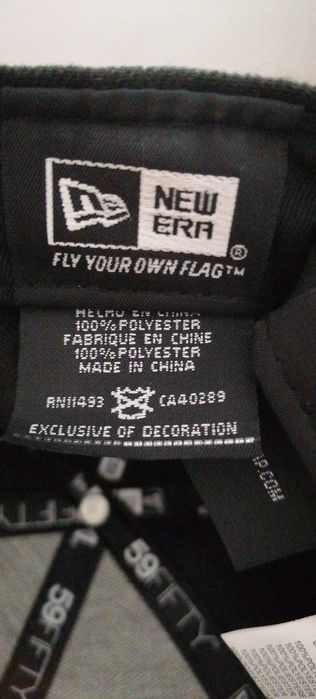 NEW
ERA
®
FLY YOUR OWN FLAG™
HECHO EN CHINA
100% POLYESTER
FABRIQUE EN CHINE
100% POLYESTER
MADE IN CHINA
RN11493 CA40289
EXCLUSIVE OF DECORATION
P.COM
59FIFTY
59FIFTY